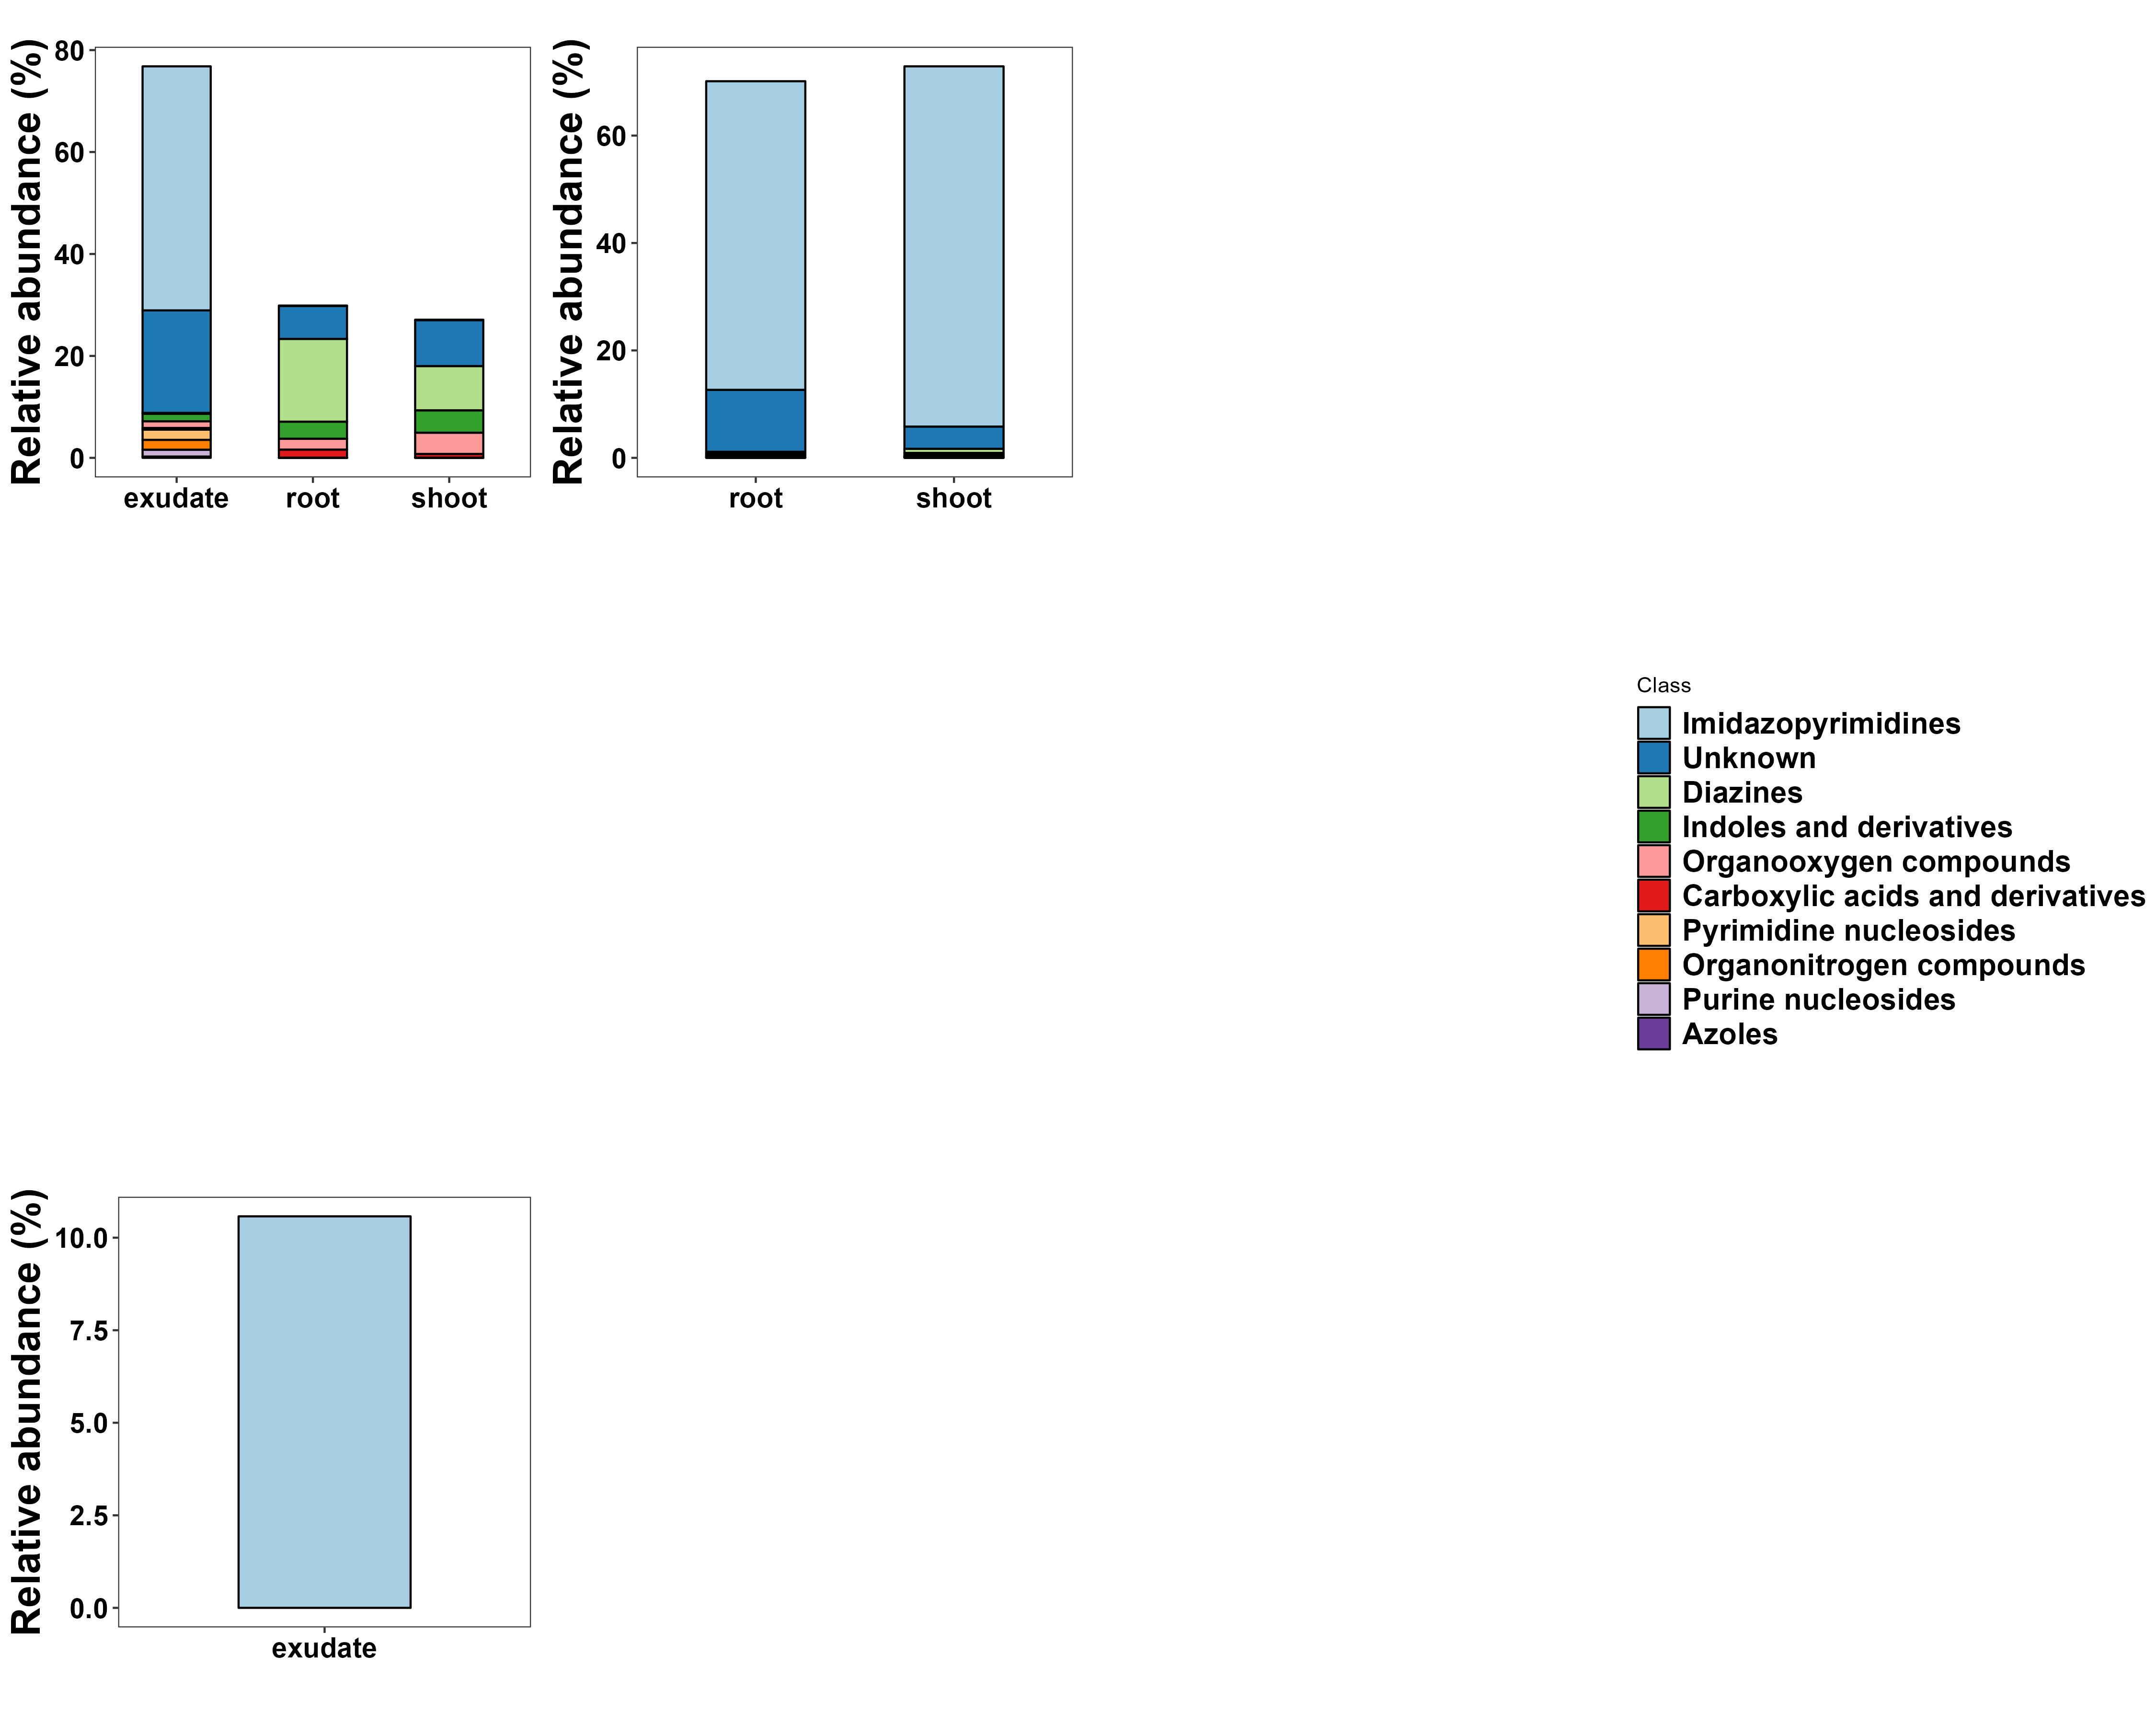 Relative abundance (%)
80
60
40
20
0
exudate root shoot
Relative abundance (%)
60
40
20
0
root shoot
Class
Imidazopyrimidines
Unknown
Diazines
Indoles and derivatives
Organooxygen compounds
Carboxylic acids and derivatives
Pyrimidine nucleosides
Organonitrogen compounds
Purine nucleosides
Azoles
Relative abundance (%)
10.0
7.5
5.0
2.5
0.0
exudate